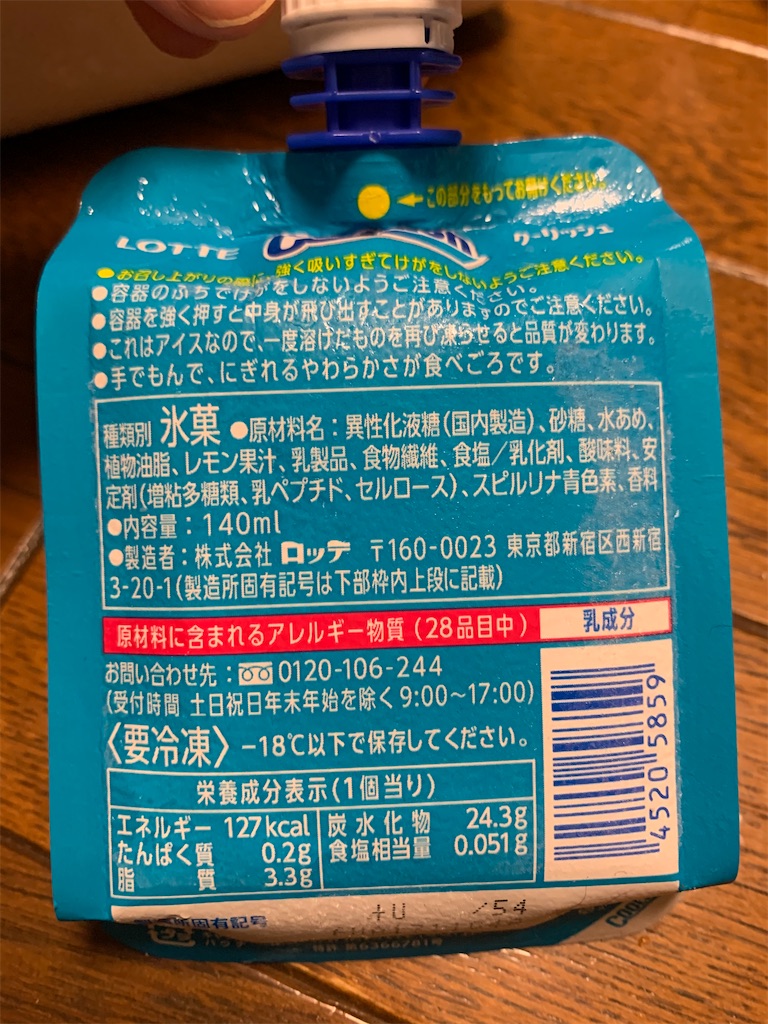 ←この部分をもってお開けください。
LOTTE
クーリッシュ
●お召し上がりの際に、強く吸いすぎてけがをしないようご注意ください。
●容器のふちでけがをしないようご注意ください。
●容器を強く押すと中身が飛び出すことがありますのでご注意ください。
●これはアイスなので、一度溶けたものを再び凍らせると品質が変わります。
●手でもんで、にぎれるやわらかさが食べごろです。
種類別 氷菓 ●原材料名：異性化液糖(国内製造)、砂糖、水あめ、
植物油脂、レモン果汁、乳製品、食物繊維、食塩／乳化剤、酸味料、安
定剤(増粘多糖類、乳ペプチド、セルロース)、スピルリナ青色素、香料
●内容量：140ml
●製造者：株式会社 ロッテ 〒160-0023 東京都新宿区西新宿
3-20-1(製造所固有記号は下部枠内上段に記載)
原材料に含まれるアレルギー物質(28品目中) 乳成分
お問い合わせ先：0120-106-244
(受付時間 土日祝日年末年始を除く9:00～17:00)
〈要冷凍〉−18℃以下で保存してください。
栄養成分表示(1個当り)
エネルギー 127kcal 炭水化物 24.3g
たんぱく質 0.2g 食塩相当量 0.051g
脂質 3.3g
4520 5859
所固有記号 +U /54
特許 第6366781号